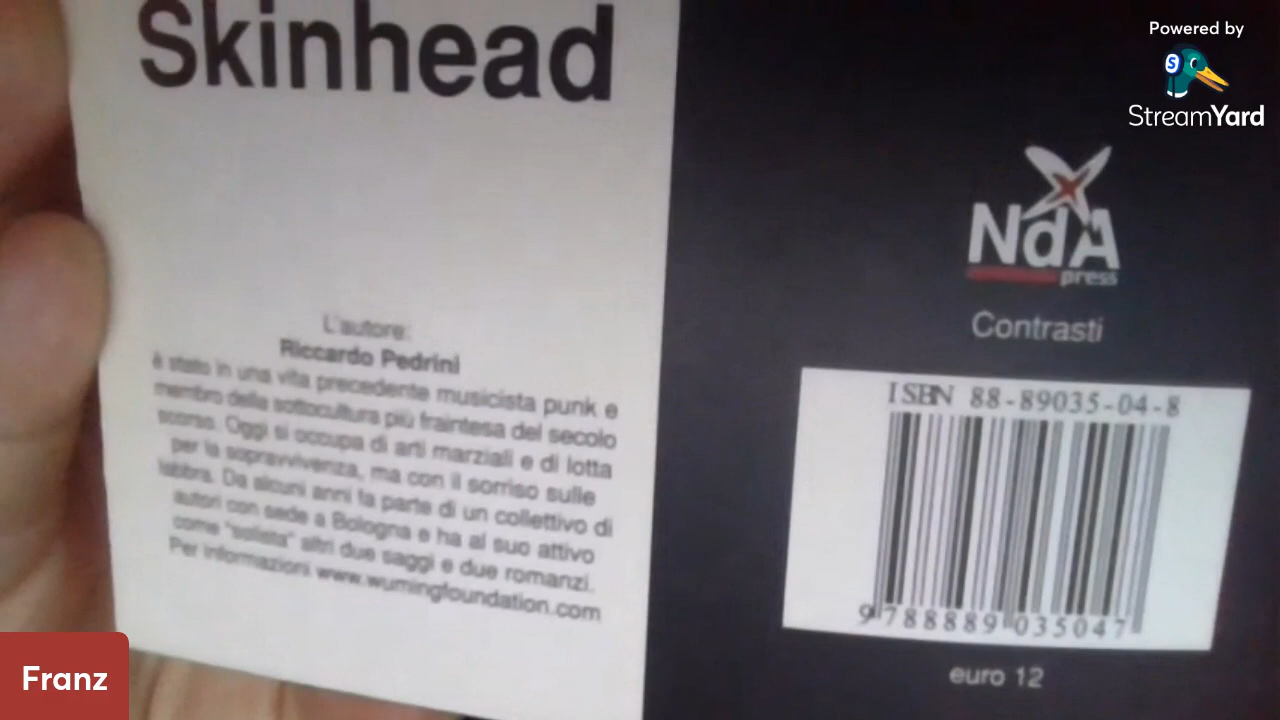 Skinhead
L'autore:
Riccardo Pedrini
è stato in una vita precedente musicista punk e
membro della sottocultura più fraintesa del secolo
scorso. Oggi si occupa di arti marziali e di lotta
per la sopravvivenza, ma con il sorriso sulle
labbra. Da alcuni anni fa parte di un collettivo di
autori con sede a Bologna e ha al suo attivo
come "solista" altri due saggi e due romanzi.
Per informazioni www.wumingfoundation.com
Powered by
StreamYard
NdA
press
Contrasti
ISBN 88-89035-04-8
9 788889 035047
euro 12
Franz